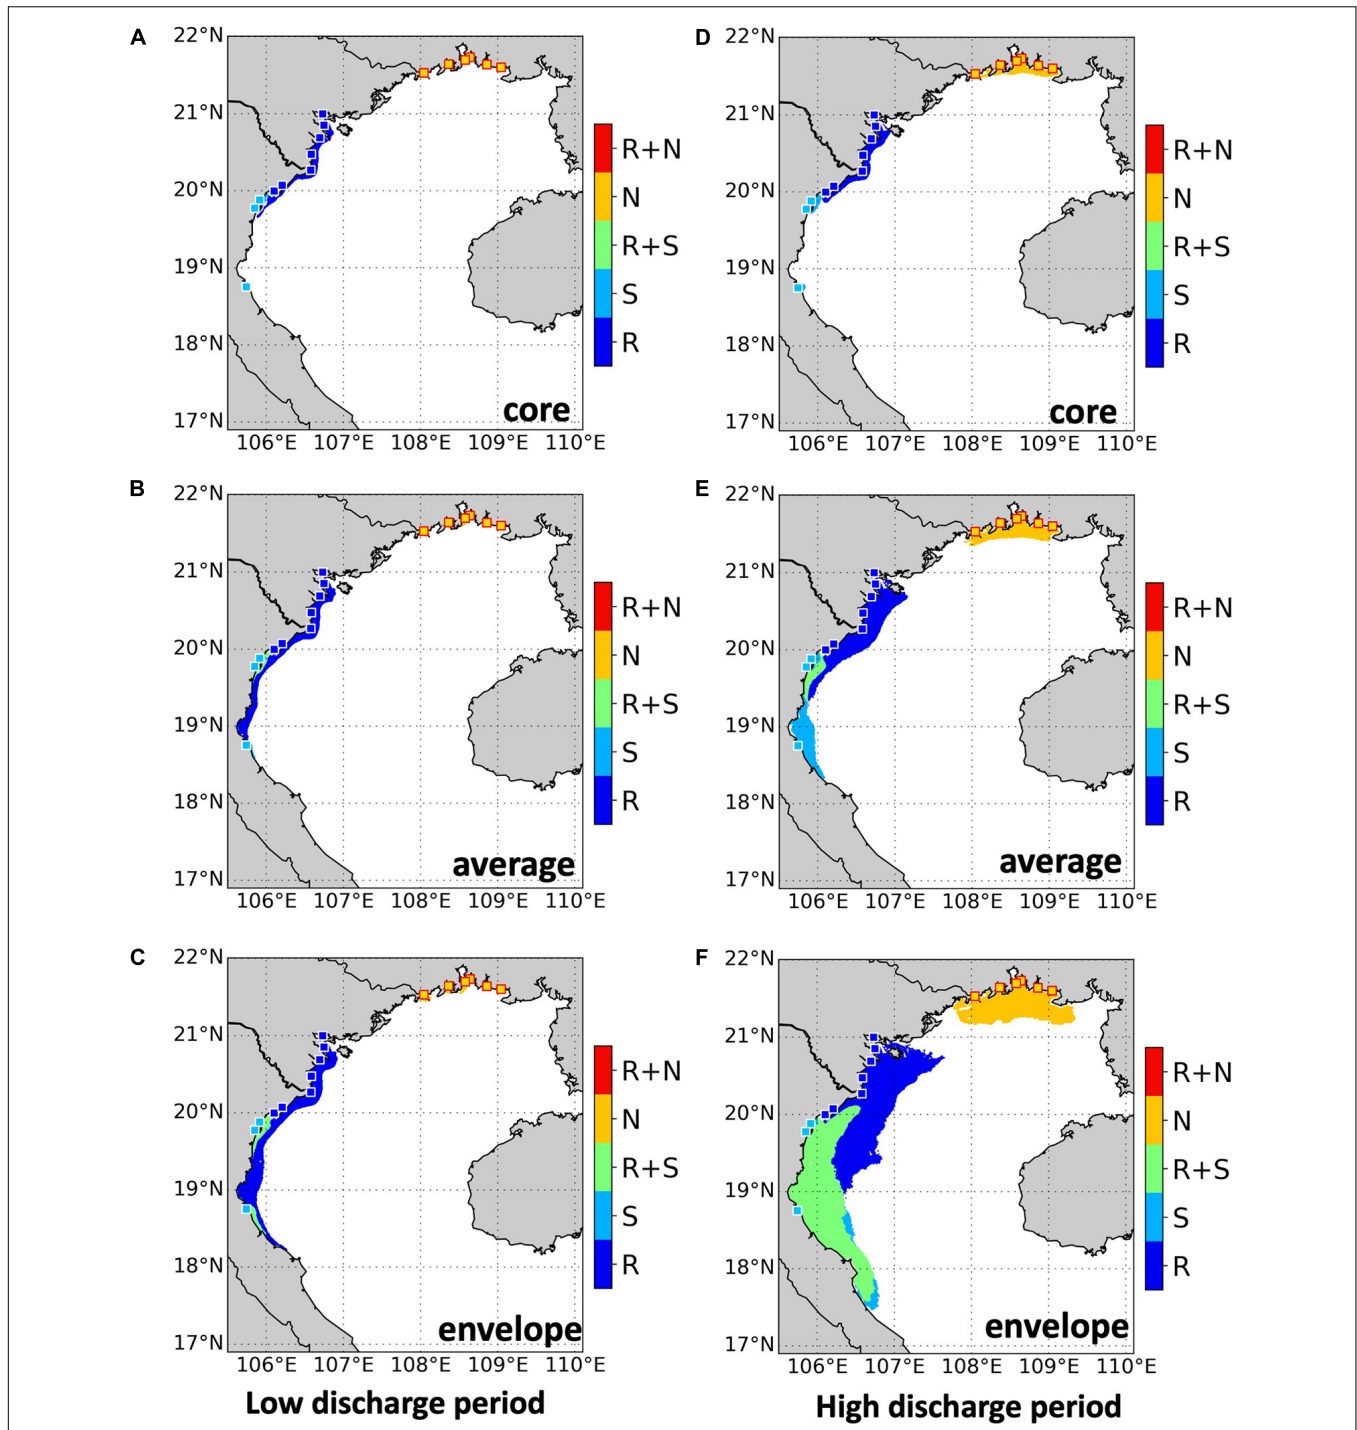 A
22°N
21°N
20°N
19°N
18°N
17°N
106°E 107°E 108°E 109°E 110°E
core
R+N
N
R+S
S
R
D
22°N
21°N
20°N
19°N
18°N
17°N
106°E 107°E 108°E 109°E 110°E
core
R+N
N
R+S
S
R
B
22°N
21°N
20°N
19°N
18°N
17°N
106°E 107°E 108°E 109°E 110°E
average
R+N
N
R+S
S
R
E
22°N
21°N
20°N
19°N
18°N
17°N
106°E 107°E 108°E 109°E 110°E
average
R+N
N
R+S
S
R
C
22°N
21°N
20°N
19°N
18°N
17°N
106°E 107°E 108°E 109°E 110°E
envelope
R+N
N
R+S
S
R
Low discharge period
F
22°N
21°N
20°N
19°N
18°N
17°N
106°E 107°E 108°E 109°E 110°E
envelope
R+N
N
R+S
S
R
High discharge period